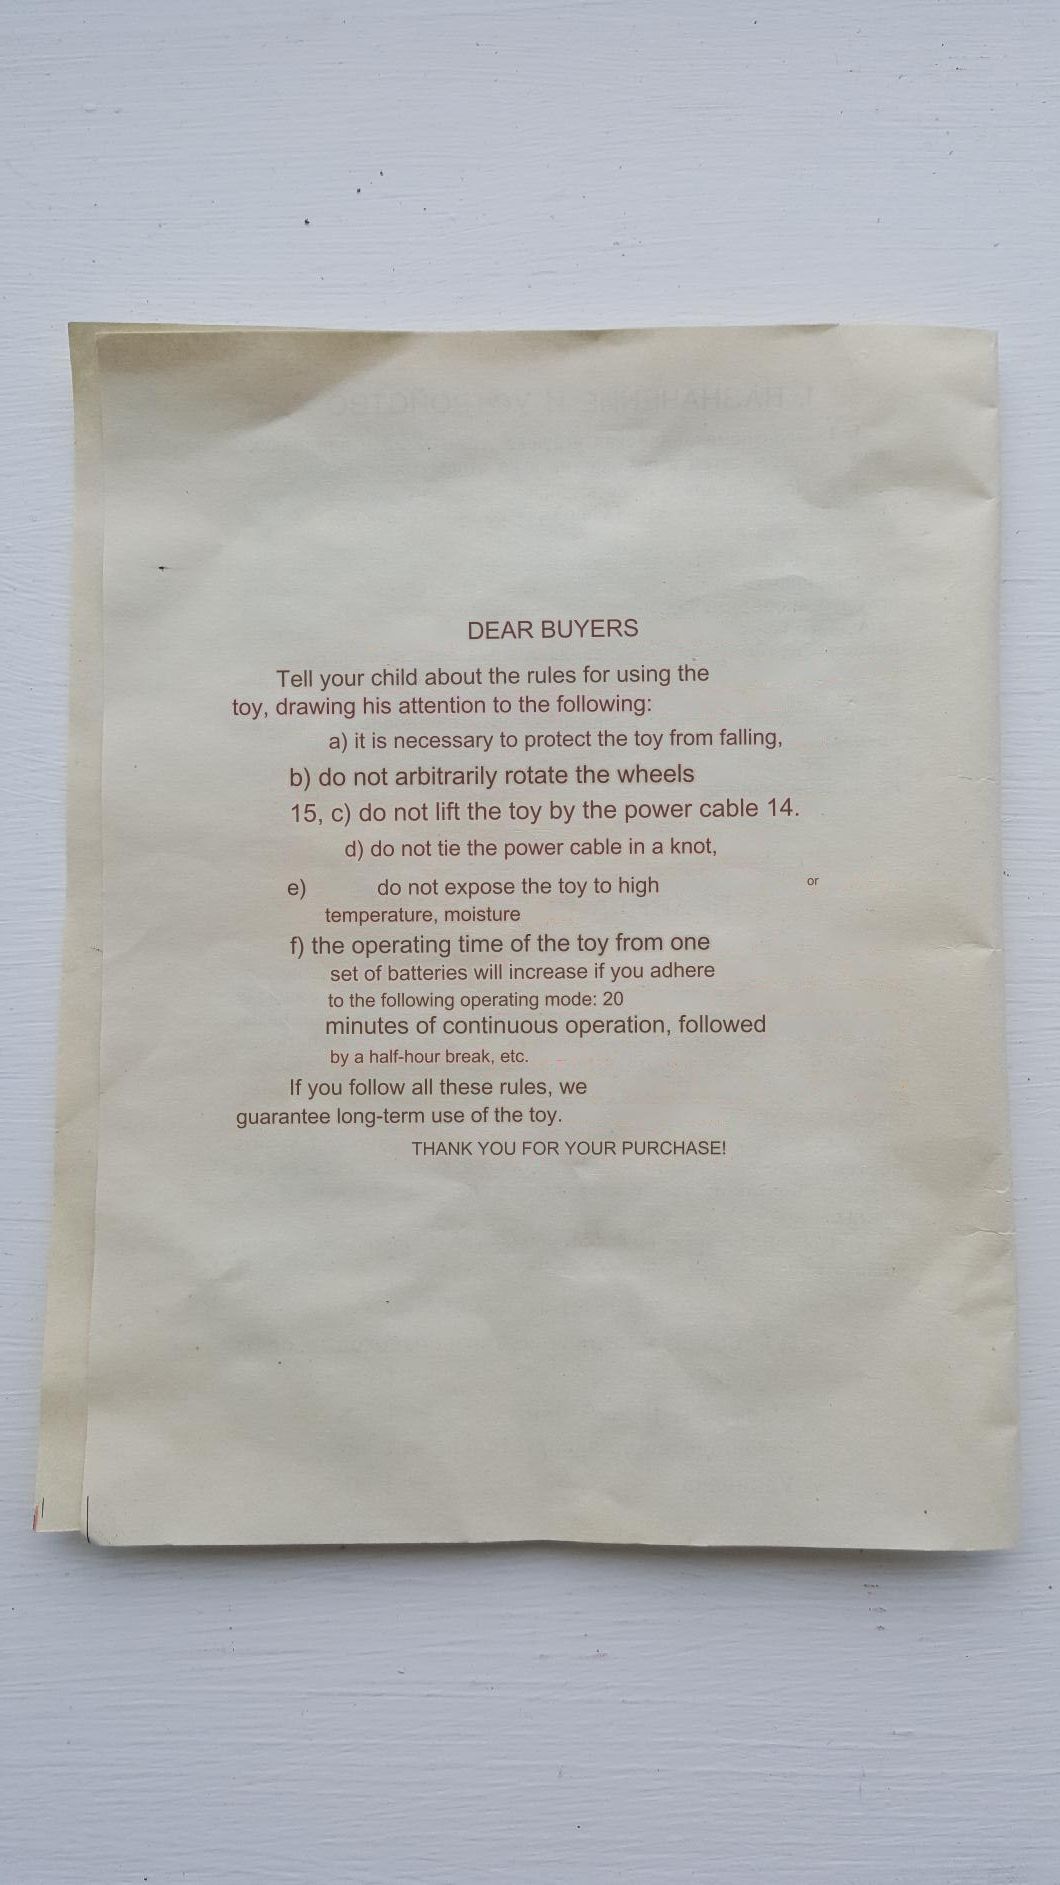 DEAR BUYERS
Tell your child about the rules for using the
toy, drawing his attention to the following:
a) it is necessary to protect the toy from falling,
b) do not arbitrarily rotate the wheels
15, c) do not lift the toy by the power cable 14.
d) do not tie the power cable in a knot,
e) do not expose the toy to high or
temperature, moisture
f) the operating time of the toy from one
set of batteries will increase if you adhere
to the following operating mode: 20
minutes of continuous operation, followed
by a half-hour break, etc.
If you follow all these rules, we
guarantee long-term use of the toy.
THANK YOU FOR YOUR PURCHASE!